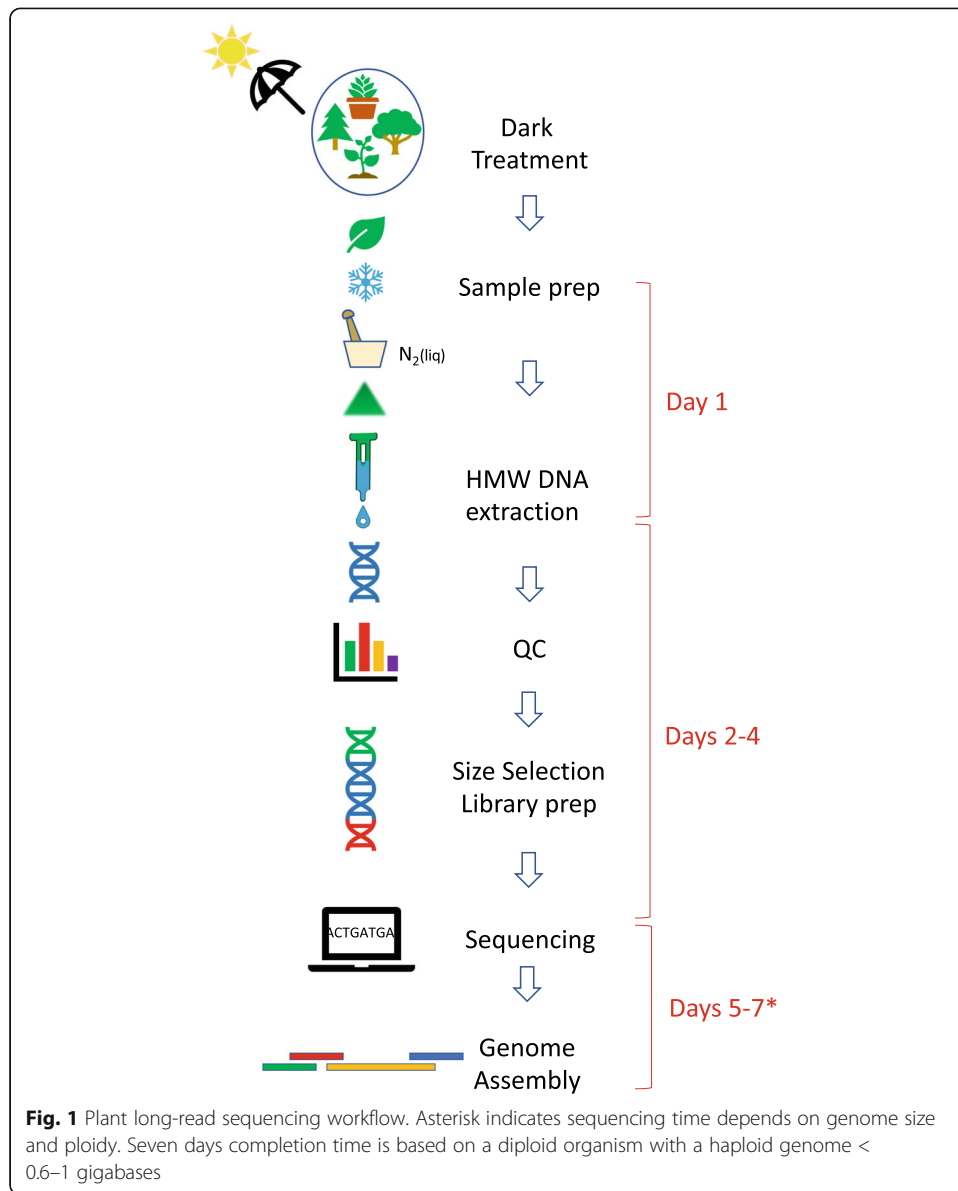 Dark
Treatment
Sample prep
N₂(liq)
Day 1
HMW DNA
extraction
QC
Days 2-4
Size Selection
Library prep
ACTGATGA
Sequencing
Days 5-7*
Genome
Assembly
Fig. 1 Plant long-read sequencing workflow. Asterisk indicates sequencing time depends on genome size
and ploidy. Seven days completion time is based on a diploid organism with a haploid genome <
0.6–1 gigabases